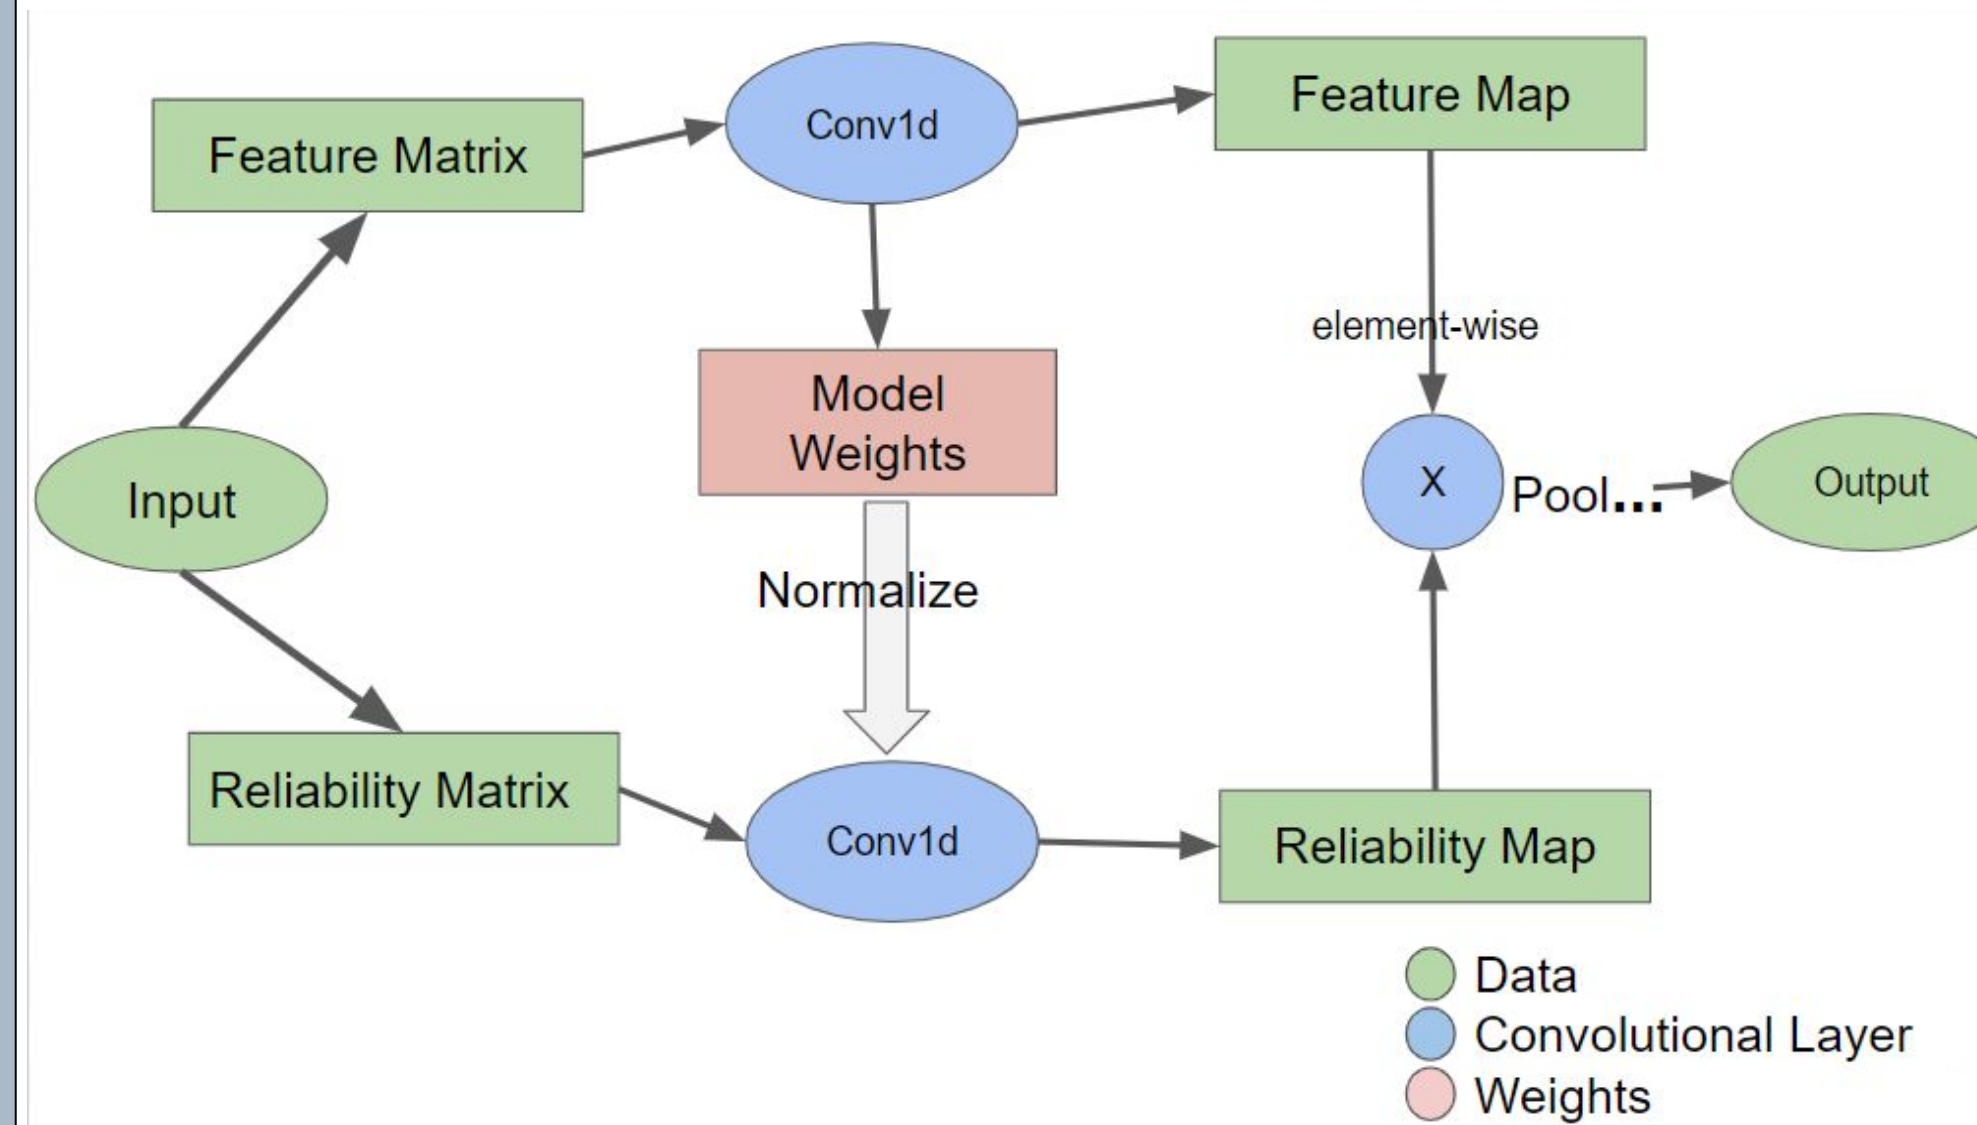 Feature Matrix
Conv1d
Feature Map
element-wise
Model
Weights
Input
X
Pool...
Output
Normalize
Reliability Matrix
Conv1d
Reliability Map
Data
Convolutional Layer
Weights